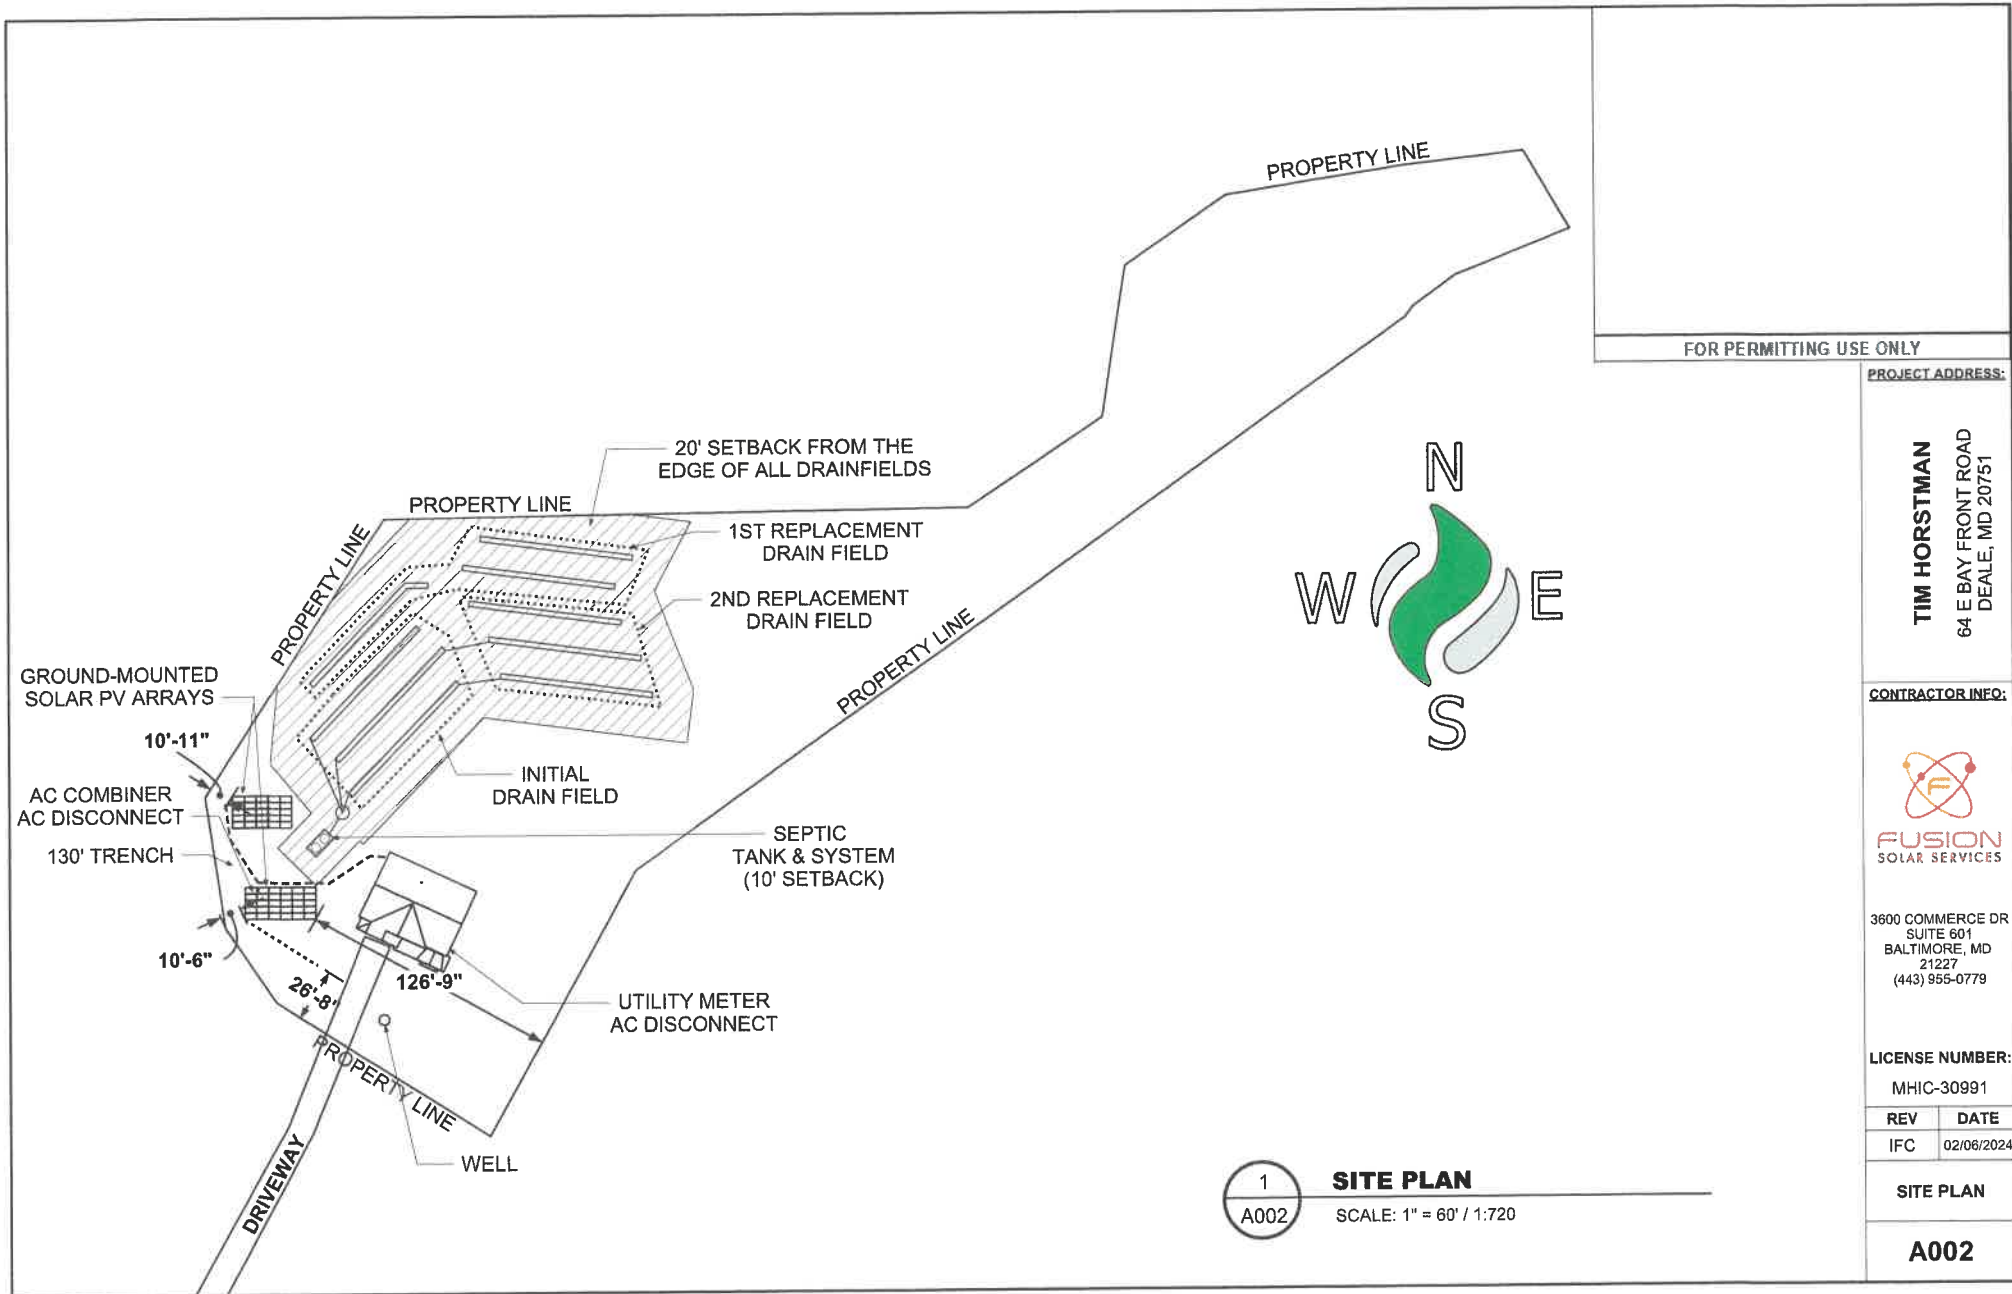 PROPERTY LINE
FOR PERMITTING USE ONLY
PROJECT ADDRESS:
TIM HORSTMAN
64 E BAY FRONT ROAD
DEALE, MD 20751
20' SETBACK FROM THE
EDGE OF ALL DRAINFIELDS
PROPERTY LINE
1ST REPLACEMENT
DRAIN FIELD
PROPERTY LINE
2ND REPLACEMENT
DRAIN FIELD
PROPERTY LINE
N
W
E
S
GROUND-MOUNTED
SOLAR PV ARRAYS
10'-11"
AC COMBINER
AC DISCONNECT
130' TRENCH
INITIAL
DRAIN FIELD
SEPTIC
TANK & SYSTEM
(10' SETBACK)
10'-6"
26'-8"
126'-9"
UTILITY METER
AC DISCONNECT
PROPERTY LINE
WELL
DRIVEWAY
CONTRACTOR INFO:
F
FUSION
SOLAR SERVICES
3600 COMMERCE DR
SUITE 601
BALTIMORE, MD
21227
(443) 955-0779
LICENSE NUMBER:
MHIC-30991
REV DATE
IFC 02/06/2024
SITE PLAN
A002
1
A002
SITE PLAN
SCALE: 1" = 60' / 1:720